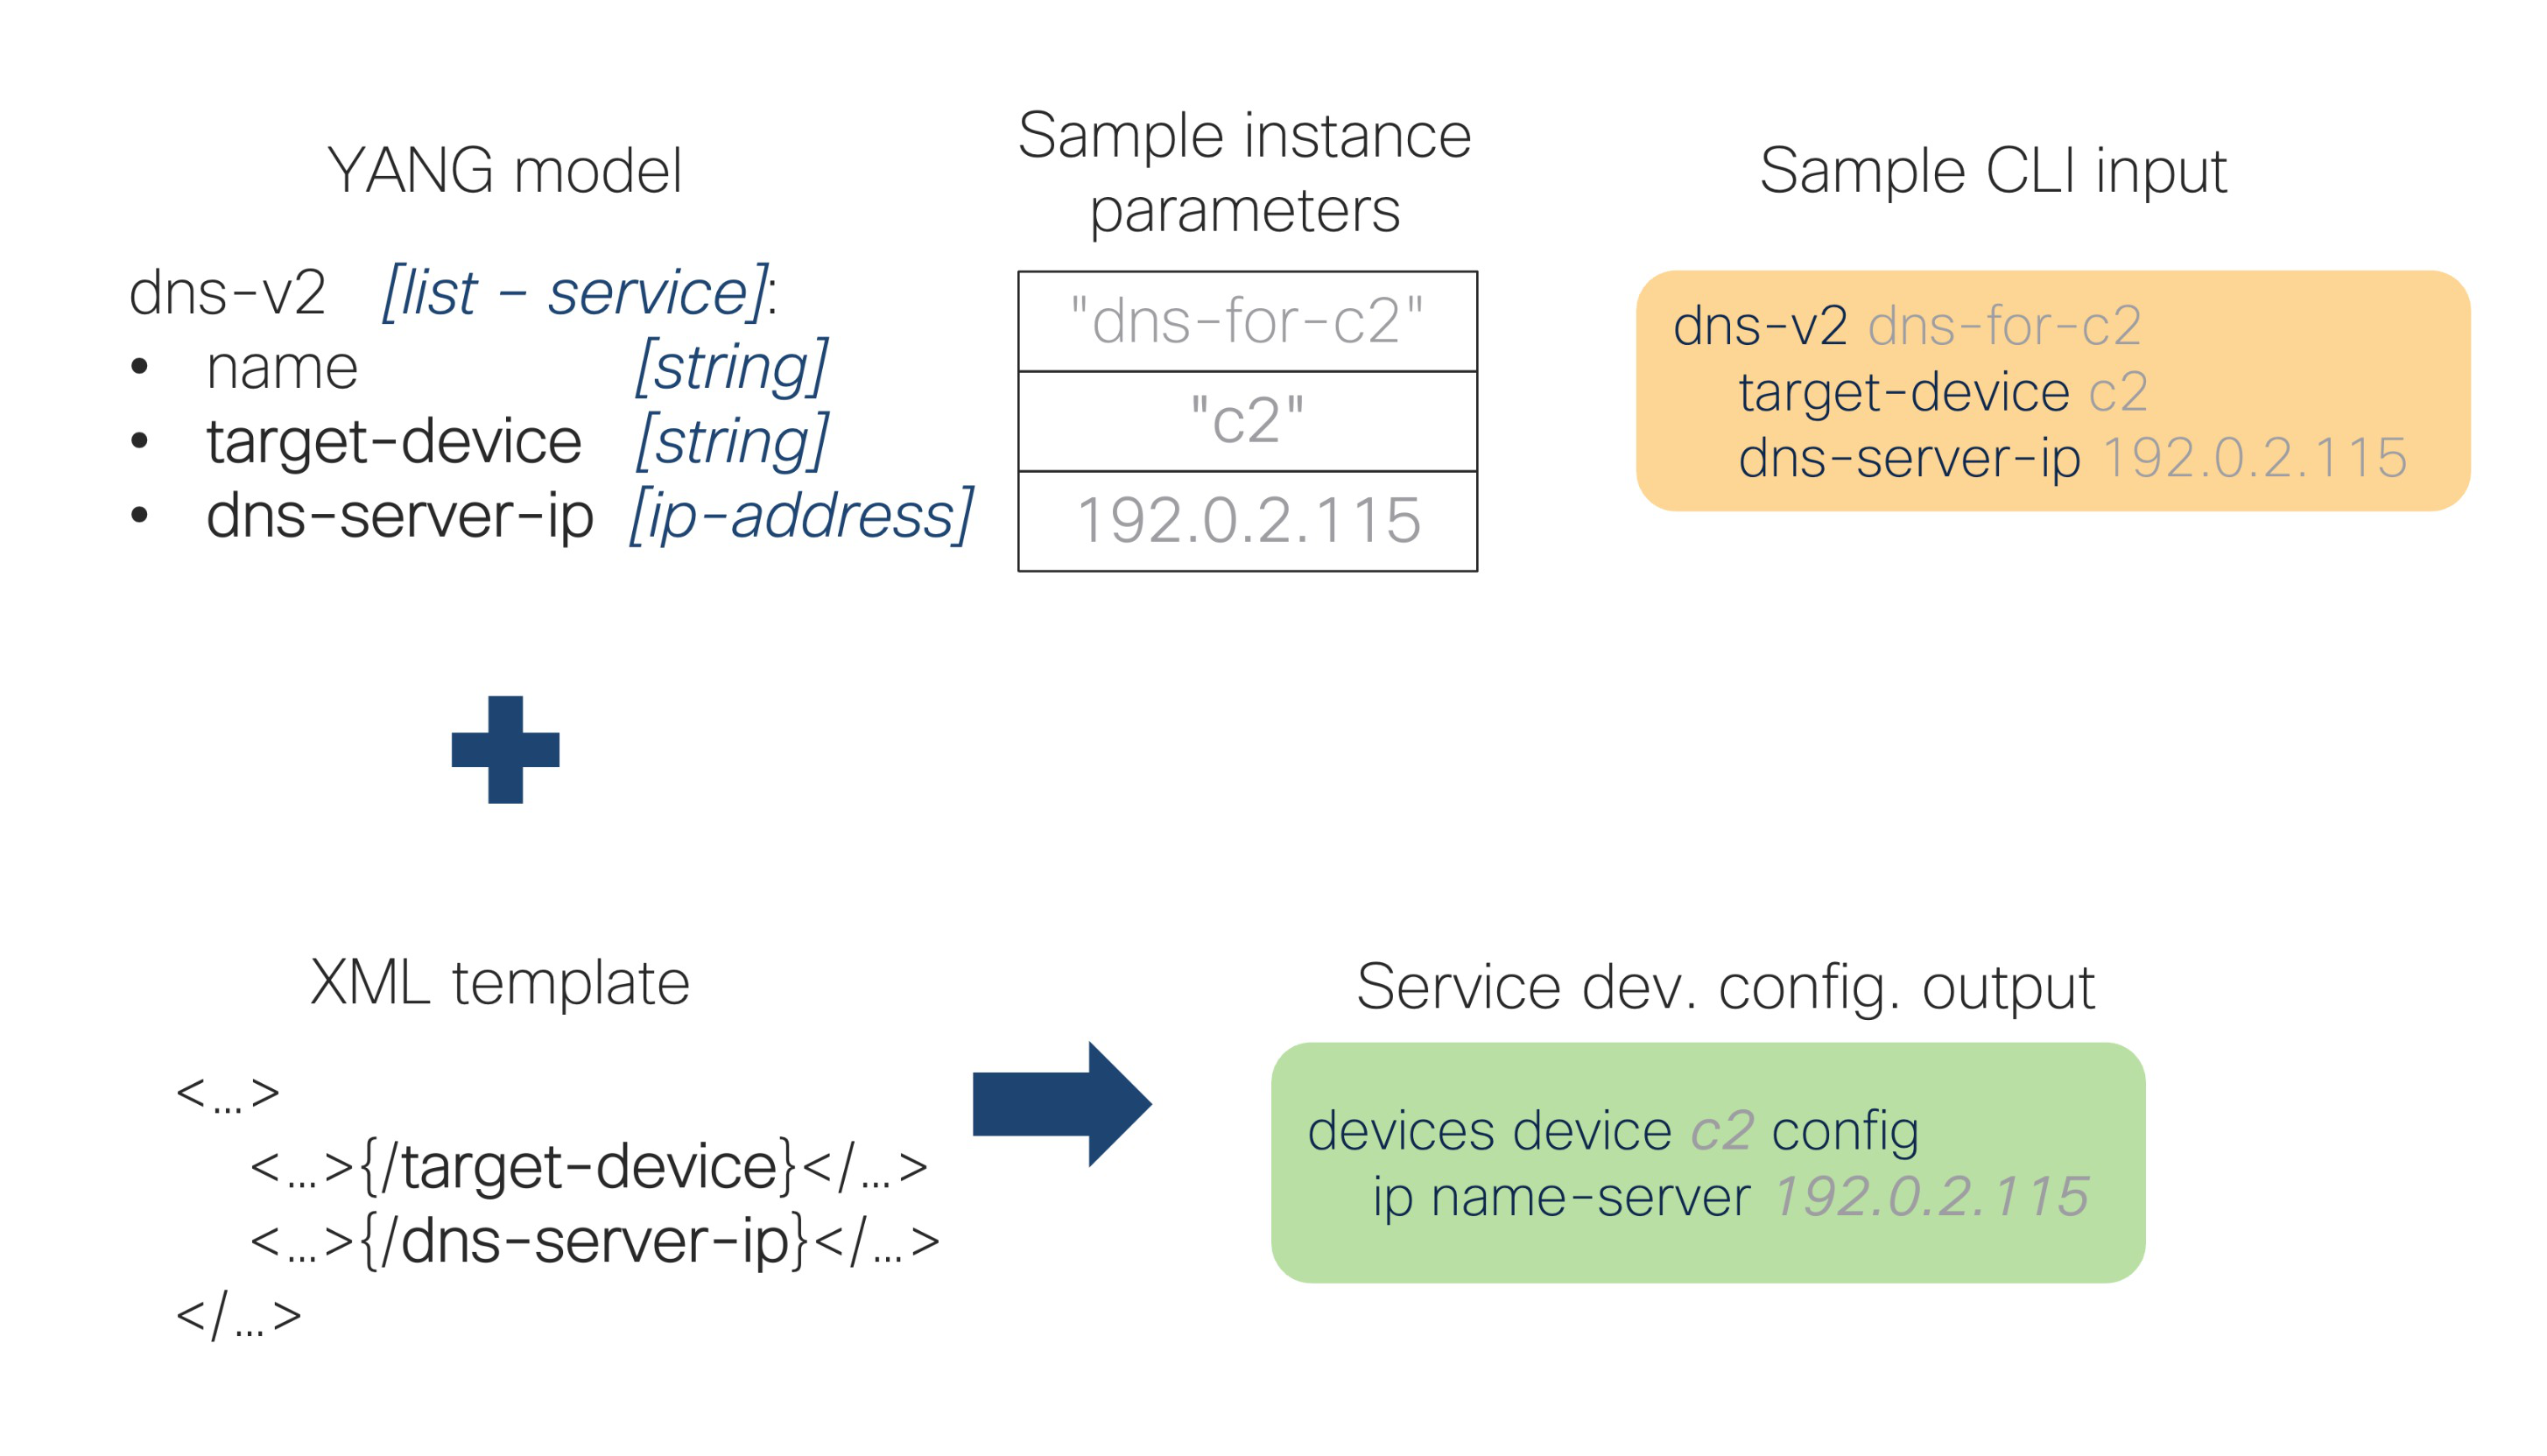 YANG model
dns-v2 [list – service]:
• name [string]
• target-device [string]
• dns-server-ip [ip-address]
Sample instance
parameters
"dns-for-c2"
"c2"
192.0.2.115
Sample CLI input
dns-v2 dns-for-c2
target-device c2
dns-server-ip 192.0.2.115
XML template
<...>
<...>{/target-device}</...>
<...>{/dns-server-ip}</...>
</...>
Service dev. config. output
devices device c2 config
ip name-server 192.0.2.115